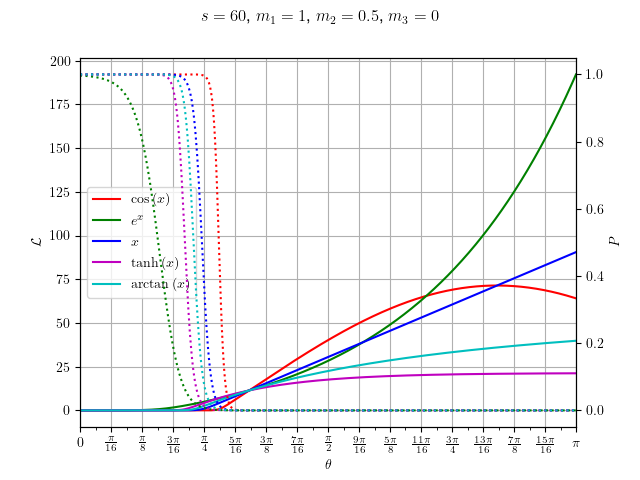 s = 60, m₁ = 1, m₂ = 0.5, m₃ = 0
200
175
150
125
100
75
50
25
0
ℒ
1.0
0.8
0.6
0.4
0.2
0.0
P
cos (x)
eˣ
x
tanh (x)
arctan (x)
0 π/16 π/8 3π/16 π/4 5π/16 3π/8 7π/16 π/2 9π/16 5π/8 11π/16 3π/4 13π/16 7π/8 15π/16 π
θ